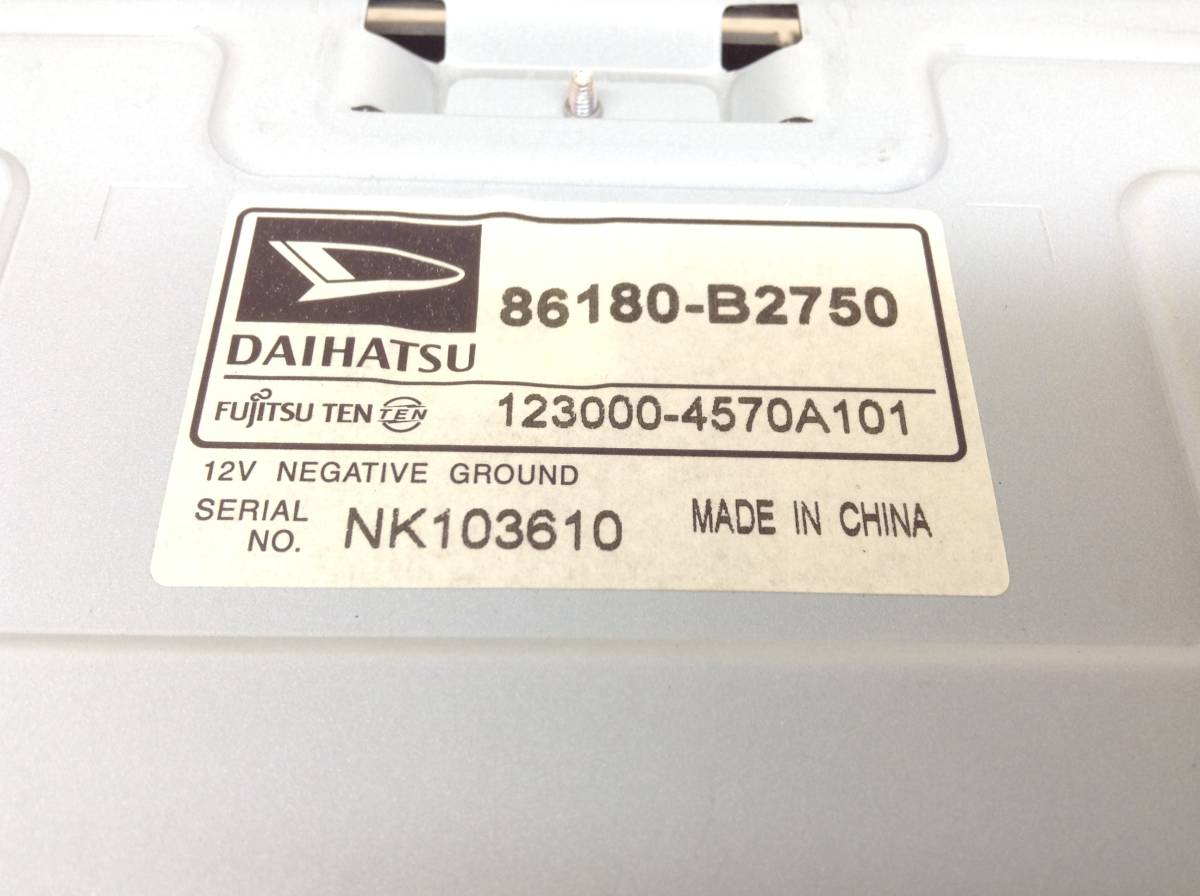 86180-B2750
DAIHATSU
FUJITSU TEN TEN 123000-4570A101
12V NEGATIVE GROUND
SERIAL NO. NK103610 MADE IN CHINA